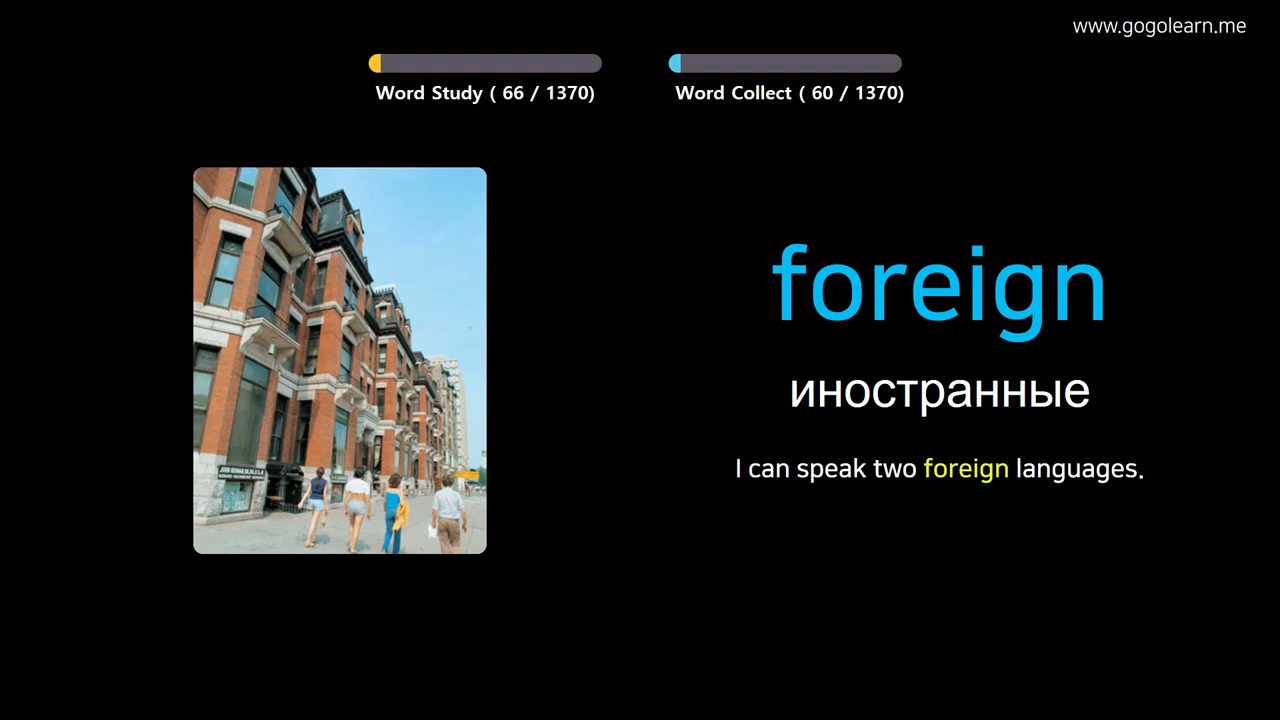 www.gogolearn.me
Word Study ( 66 / 1370)
Word Collect ( 60 / 1370)
foreign
иностранные
I can speak two foreign languages.